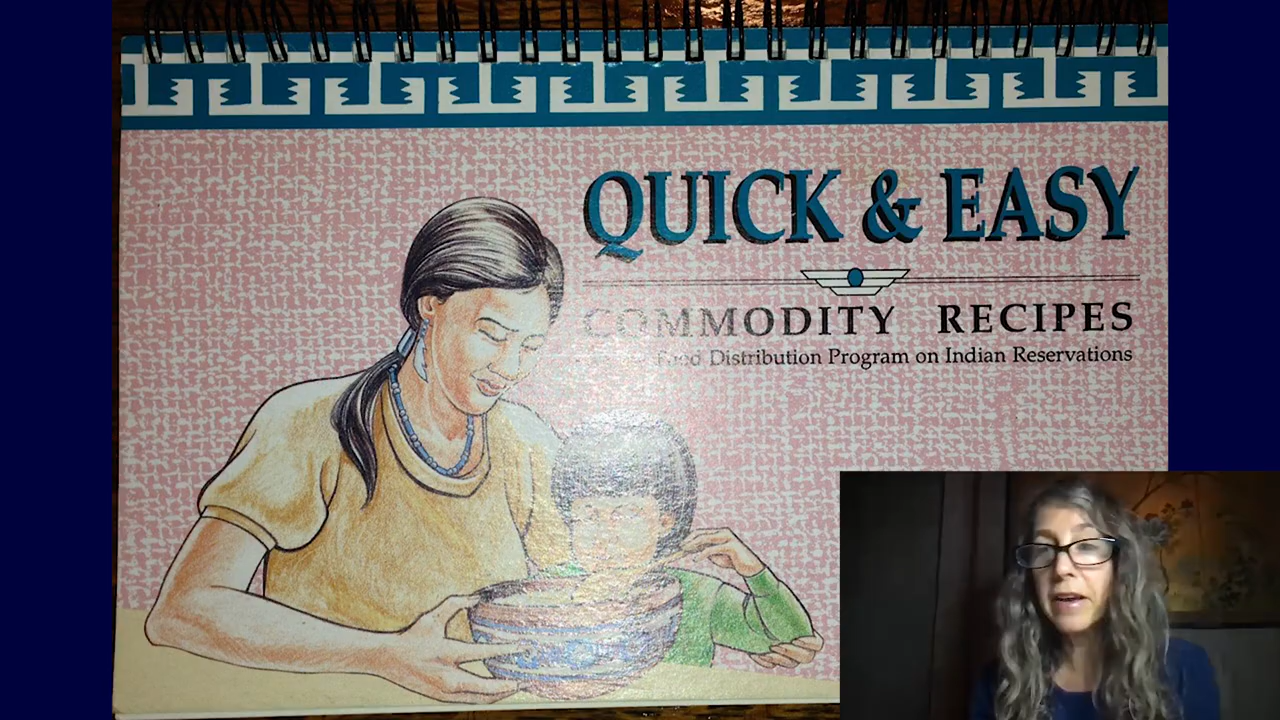 QUICK & EASY
COMMODITY RECIPES
Food Distribution Program on Indian Reservations